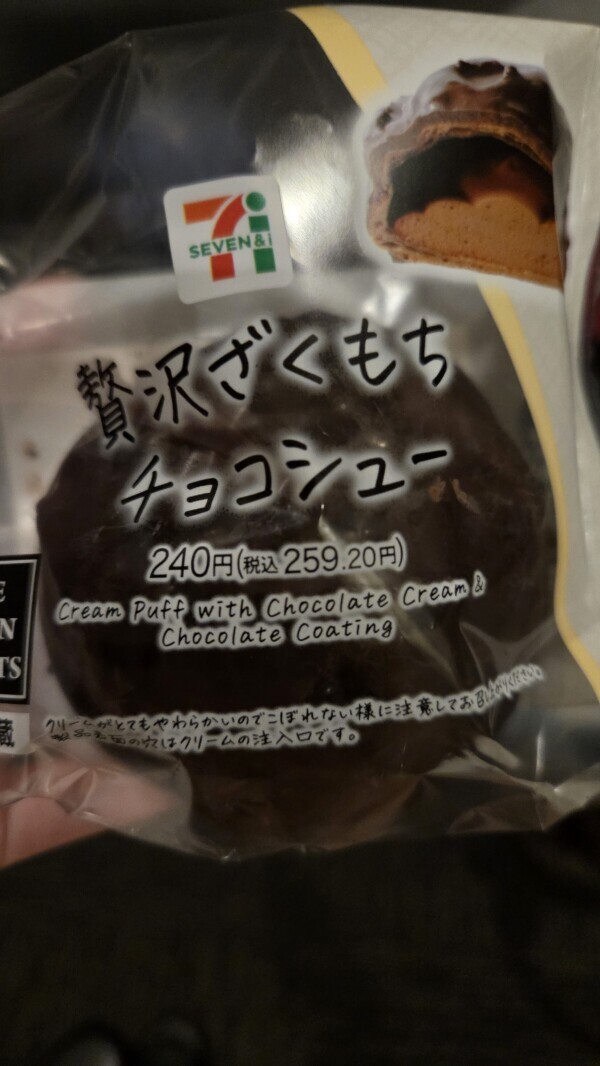 SEVEN&i
贅沢ざくもち
チョコシュー
240円(税込259.20円)
Cream Puff with Chocolate Cream &
Chocolate Coating
E
N
TS
蔵
クリームがとてもやわらかいのでこぼれない様に注意してお召し上がりください。
の穴はクリームの注入口です。